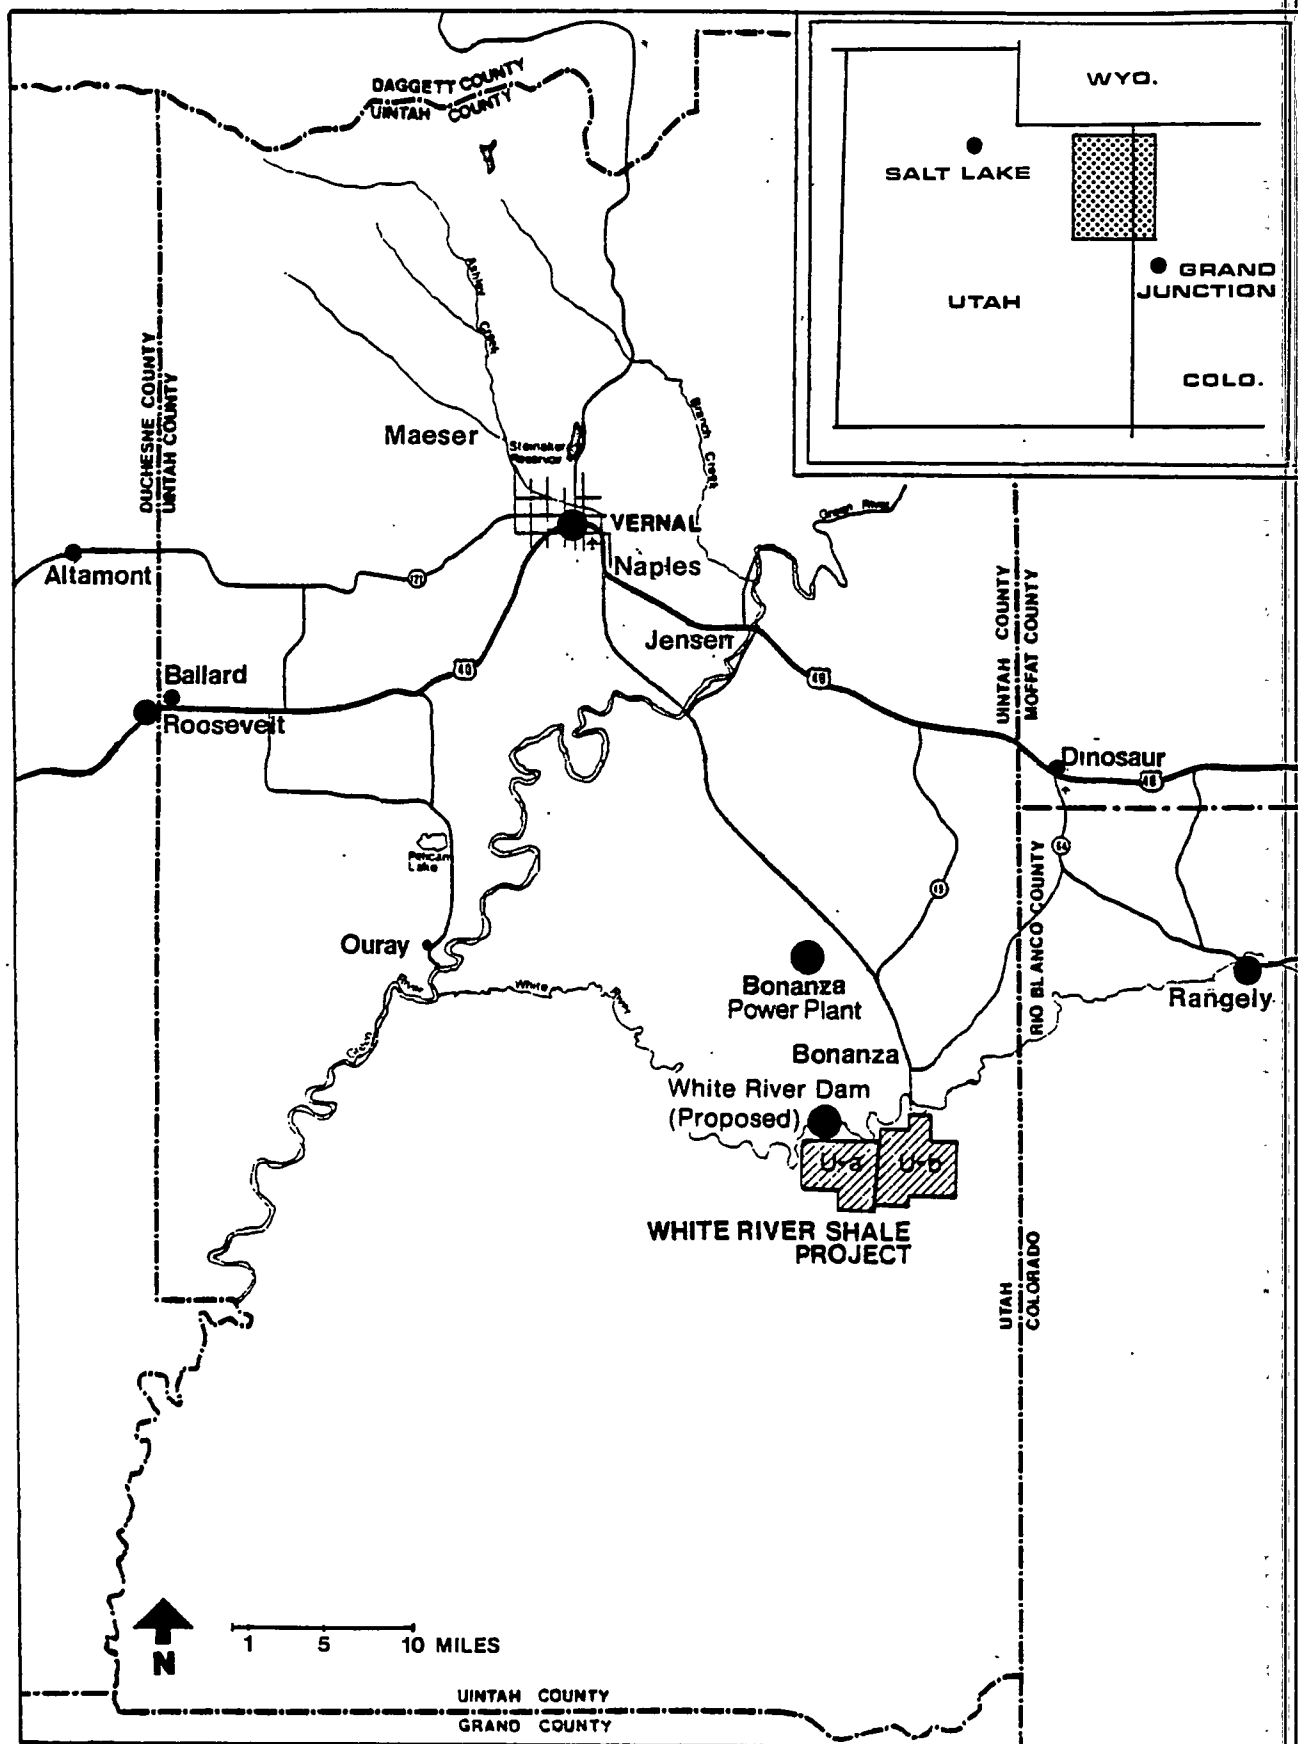 DAGGETT COUNTY
UINTAH COUNTY
WYO.
SALT LAKE
GRAND
JUNCTION
UTAH
COLO.
DUCHESNE COUNTY
UINTAH COUNTY
Ashley
Creek
Maeser
Steinaker
Reservoir
Branch
Creek
Green River
VERNAL
Naples
Altamont
121
Jensen
UINTAH COUNTY
MOFFAT COUNTY
Ballard
40
40
Roosevelt
Dinosaur
40
Pelican
Lake
64
45
RIO BLANCO COUNTY
Ouray
River
White
River
Green
Bonanza
Power Plant
Rangely
Bonanza
White River Dam
(Proposed)
U-a
U-b
WHITE RIVER SHALE
PROJECT
UTAH
COLORADO
N
1 5 10 MILES
UINTAH COUNTY
GRAND COUNTY